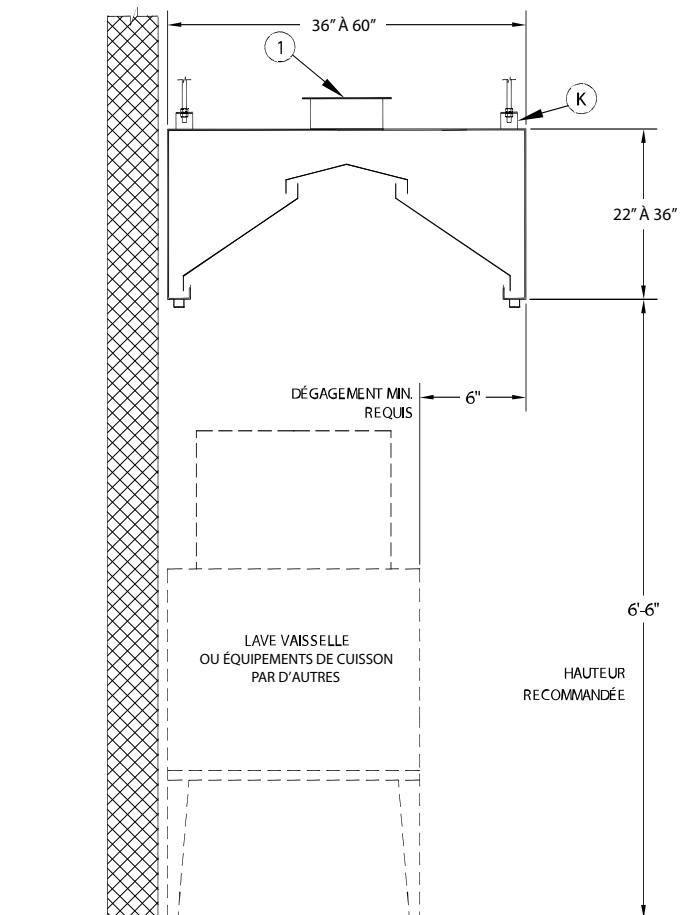 36" À 60"
1
K
22" À 36"
DÉGAGEMENT MIN.
REQUIS
6"
LAVE VAISSELLE
OU ÉQUIPEMENTS DE CUISSON
PAR D'AUTRES
6'-6"
HAUTEUR
RECOMMANDÉE